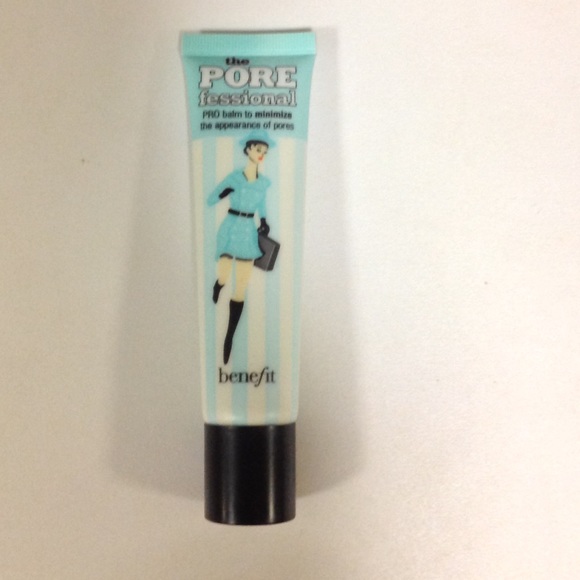 the
PORE
fessional
PRO balm to minimize
the appearance of pores
benefit